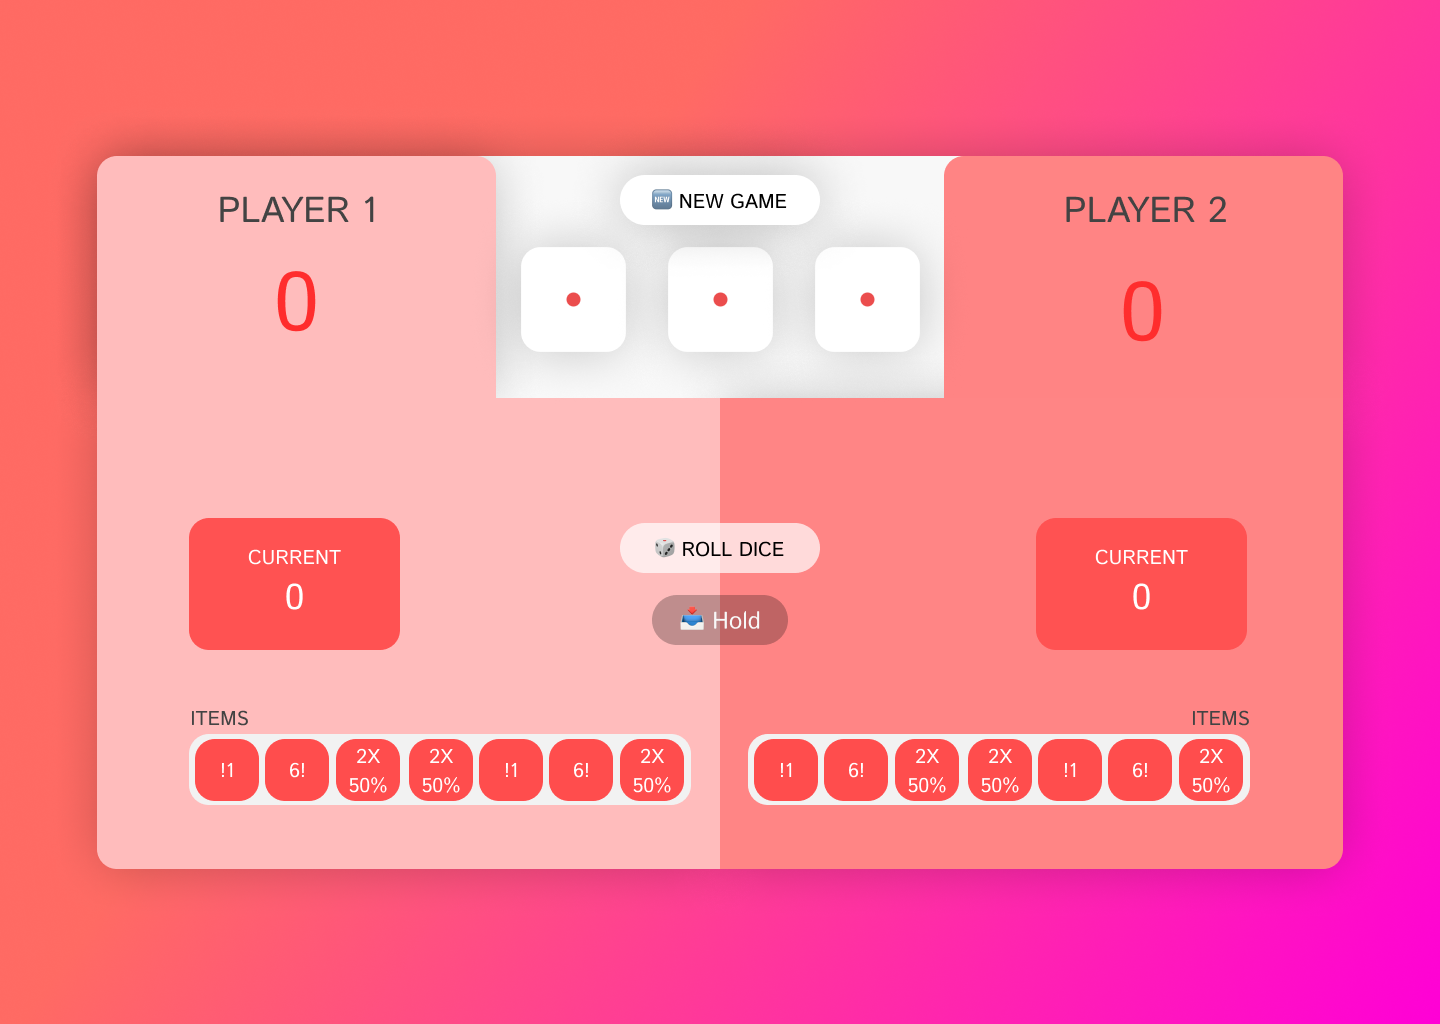 PLAYER 1
0
🆕 NEW GAME
PLAYER 2
0
CURRENT
0
🎲 ROLL DICE
📥 Hold
CURRENT
0
ITEMS
!1
6!
2X
50%
2X
50%
!1
6!
2X
50%
ITEMS
!1
6!
2X
50%
2X
50%
!1
6!
2X
50%